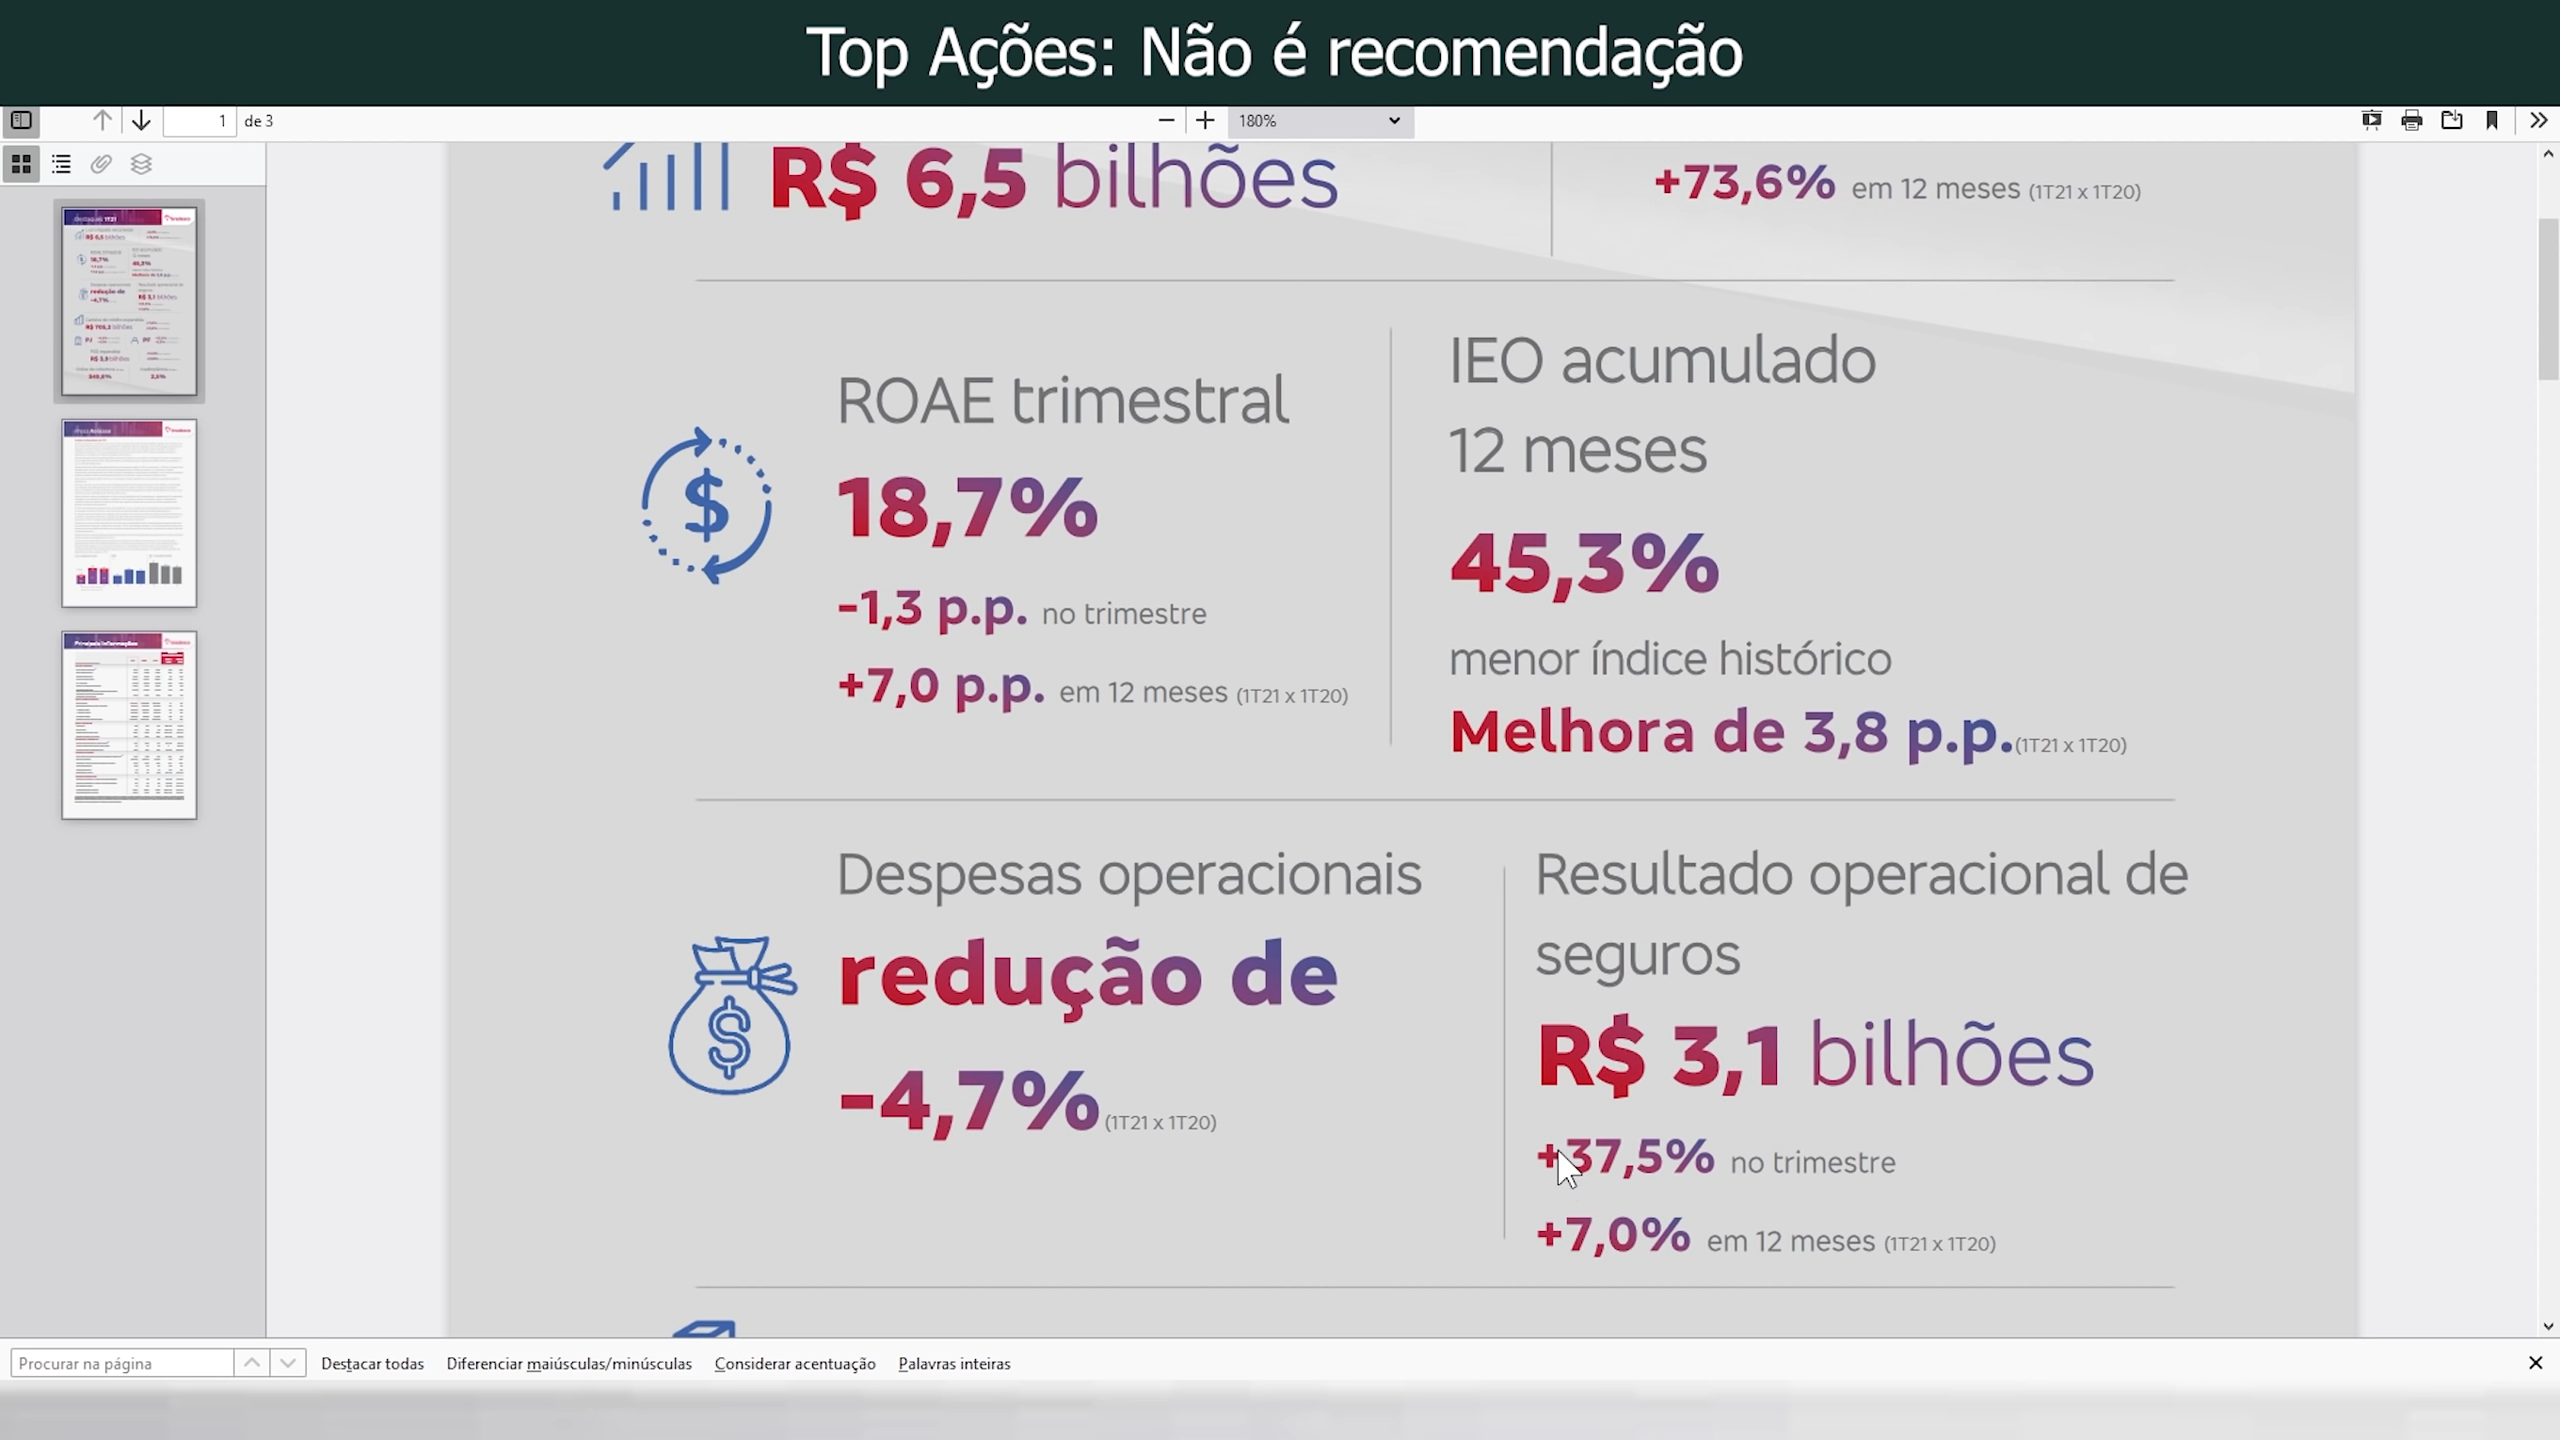 Top Ações: Não é recomendação
1 de 3
180%
R$ 6,5 bilhões
+73,6% em 12 meses (1T21 x 1T20)
ROAE trimestral
18,7%
-1,3 p.p. no trimestre
+7,0 p.p. em 12 meses (1T21 x 1T20)
IEO acumulado
12 meses
45,3%
menor índice histórico
Melhora de 3,8 p.p.(1T21 x 1T20)
Despesas operacionais
redução de
-4,7% (1T21 x 1T20)
Resultado operacional de
seguros
R$ 3,1 bilhões
+37,5% no trimestre
+7,0% em 12 meses (1T21 x 1T20)
Procurar na página
Destacar todas
Diferenciar maiúsculas/minúsculas
Considerar acentuação
Palavras inteiras